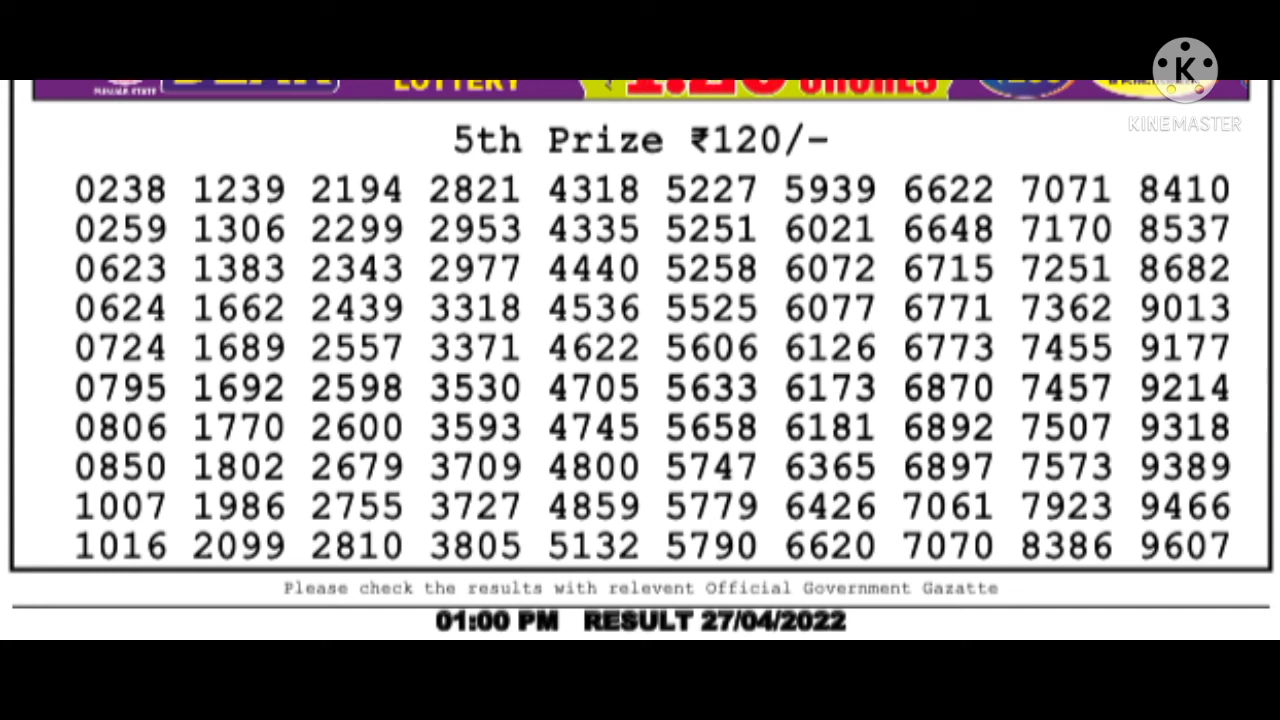 KINEMASTER
LOTTERY
5th Prize ₹120/-
0238 1239 2194 2821 4318 5227 5939 6622 7071 8410
0259 1306 2299 2953 4335 5251 6021 6648 7170 8537
0623 1383 2343 2977 4440 5258 6072 6715 7251 8682
0624 1662 2439 3318 4536 5525 6077 6771 7362 9013
0724 1689 2557 3371 4622 5606 6126 6773 7455 9177
0795 1692 2598 3530 4705 5633 6173 6870 7457 9214
0806 1770 2600 3593 4745 5658 6181 6892 7507 9318
0850 1802 2679 3709 4800 5747 6365 6897 7573 9389
1007 1986 2755 3727 4859 5779 6426 7061 7923 9466
1016 2099 2810 3805 5132 5790 6620 7070 8386 9607
Please check the results with relevent Official Government Gazatte
01:00 PM RESULT 27/04/2022